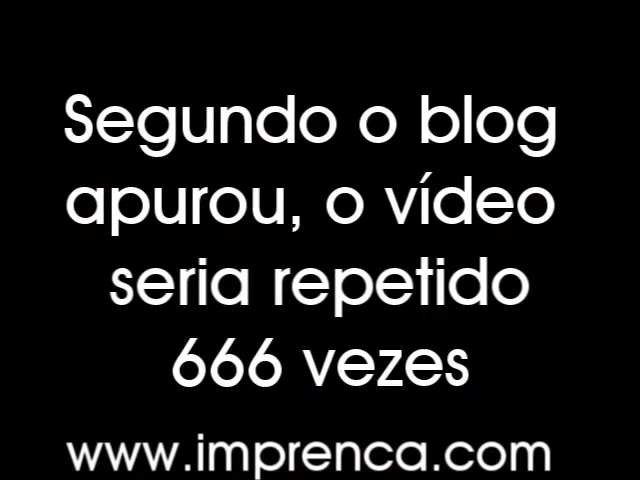 Segundo o blog
apurou, o vídeo
seria repetido
666 vezes
www.imprenca.com